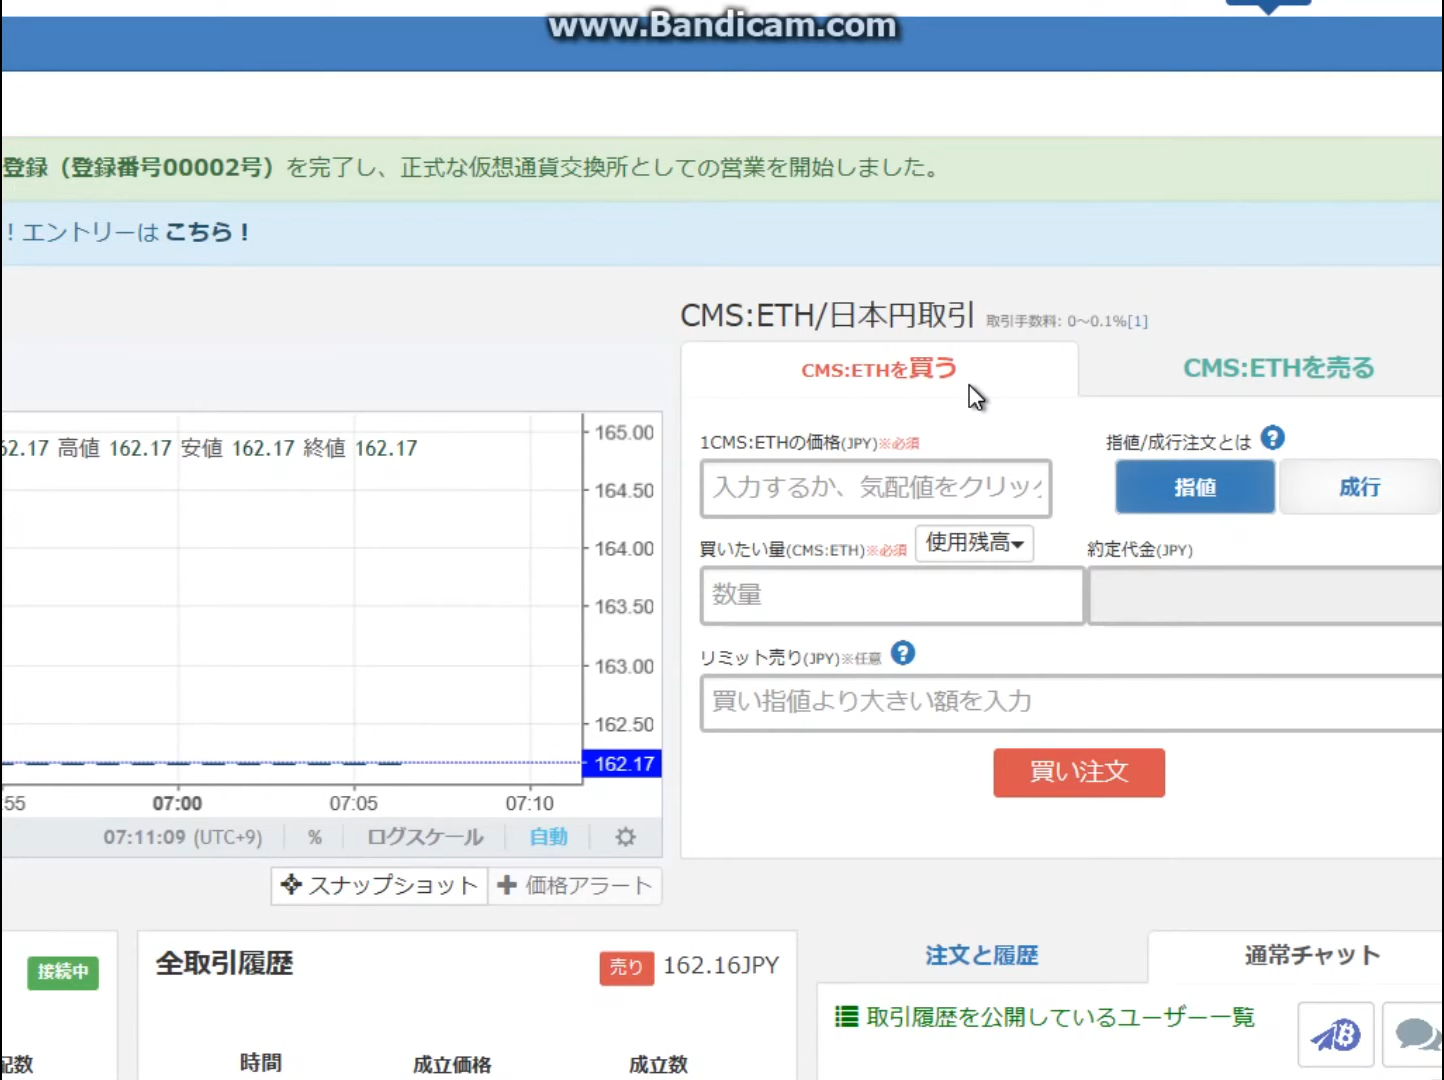 www.Bandicam.com
登録（登録番号00002号）を完了し、正式な仮想通貨交換所としての営業を開始しました。
！エントリーは こちら！
CMS:ETH/日本円取引 取引手数料: 0～0.1%[1]
CMS:ETHを買う
CMS:ETHを売る
62.17 高値 162.17 安値 162.17 終値 162.17
165.00
164.50
164.00
163.50
163.00
162.50
162.17
:55 07:00 07:05 07:10
07:11:09 (UTC+9) % ログスケール 自動
スナップショット 価格アラート
1CMS:ETHの価格(JPY)※必須
入力するか、気配値をクリック
指値/成行注文とは ?
指値 成行
買いたい量(CMS:ETH)※必須 使用残高
約定代金(JPY)
数量
リミット売り(JPY)※任意 ?
買い指値より大きい額を入力
買い注文
接続中
全取引履歴 売り 162.16JPY
時間 成立価格 成立数
注文と履歴 通常チャット
取引履歴を公開しているユーザー一覧